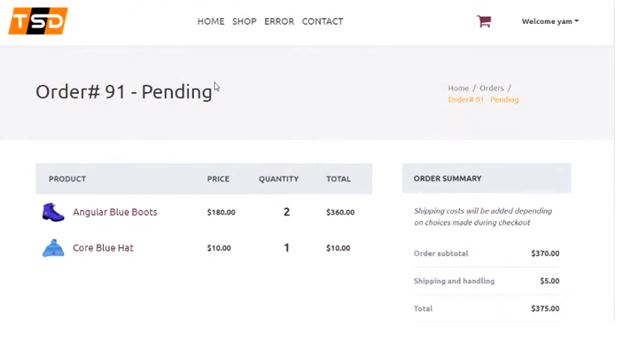 TSD
HOME SHOP ERROR CONTACT
Welcome yam
Order# 91 - Pending
Home / Orders /
Order# 91 - Pending
PRODUCT PRICE QUANTITY TOTAL
Angular Blue Boots $180.00 2 $360.00
Core Blue Hat $10.00 1 $10.00
ORDER SUMMARY
Shipping costs will be added depending
on choices made during checkout
Order subtotal $370.00
Shipping and handling $5.00
Total $375.00